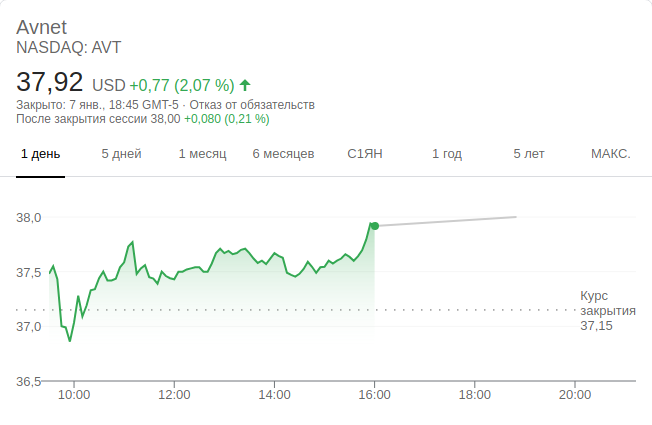 Avnet
NASDAQ: AVT
37,92 USD +0,77 (2,07 %)
Закрыто: 7 янв., 18:45 GMT-5 · Отказ от обязательств
После закрытия сессии 38,00 +0,080 (0,21 %)
1 день 5 дней 1 месяц 6 месяцев С1ЯН 1 год 5 лет МАКС.
38,0
37,5
Курс
закрытия
37,15
37,0
36,5
10:00 12:00 14:00 16:00 18:00 20:00